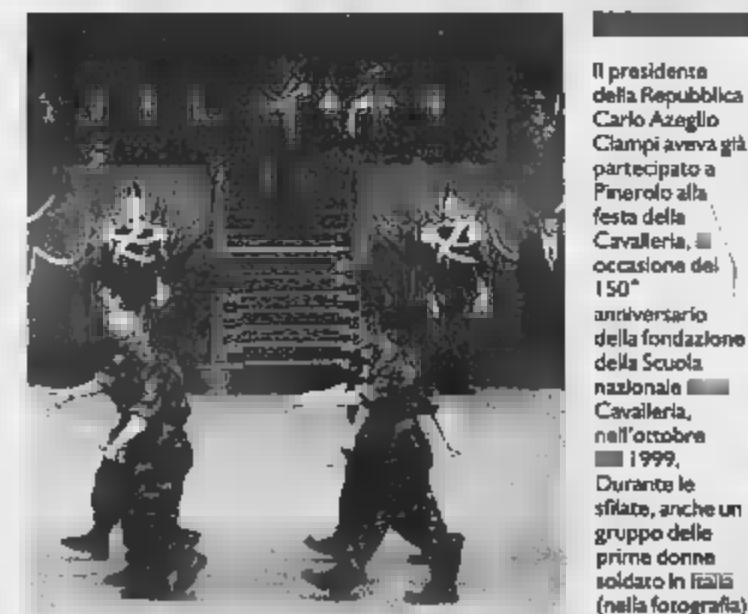 Il presidente
della Repubblica
Carlo Azeglio
Ciampi aveva già
partecipato a
Pinerolo alla
festa della
Cavalleria,
occasione del
150°
anniversario
della fondazione
della Scuola
nazionale
Cavalleria,
nell'ottobre
1999.
Durante le
sfilate, anche un
gruppo delle
prime donne
soldato in Italia
(nella fotografia)